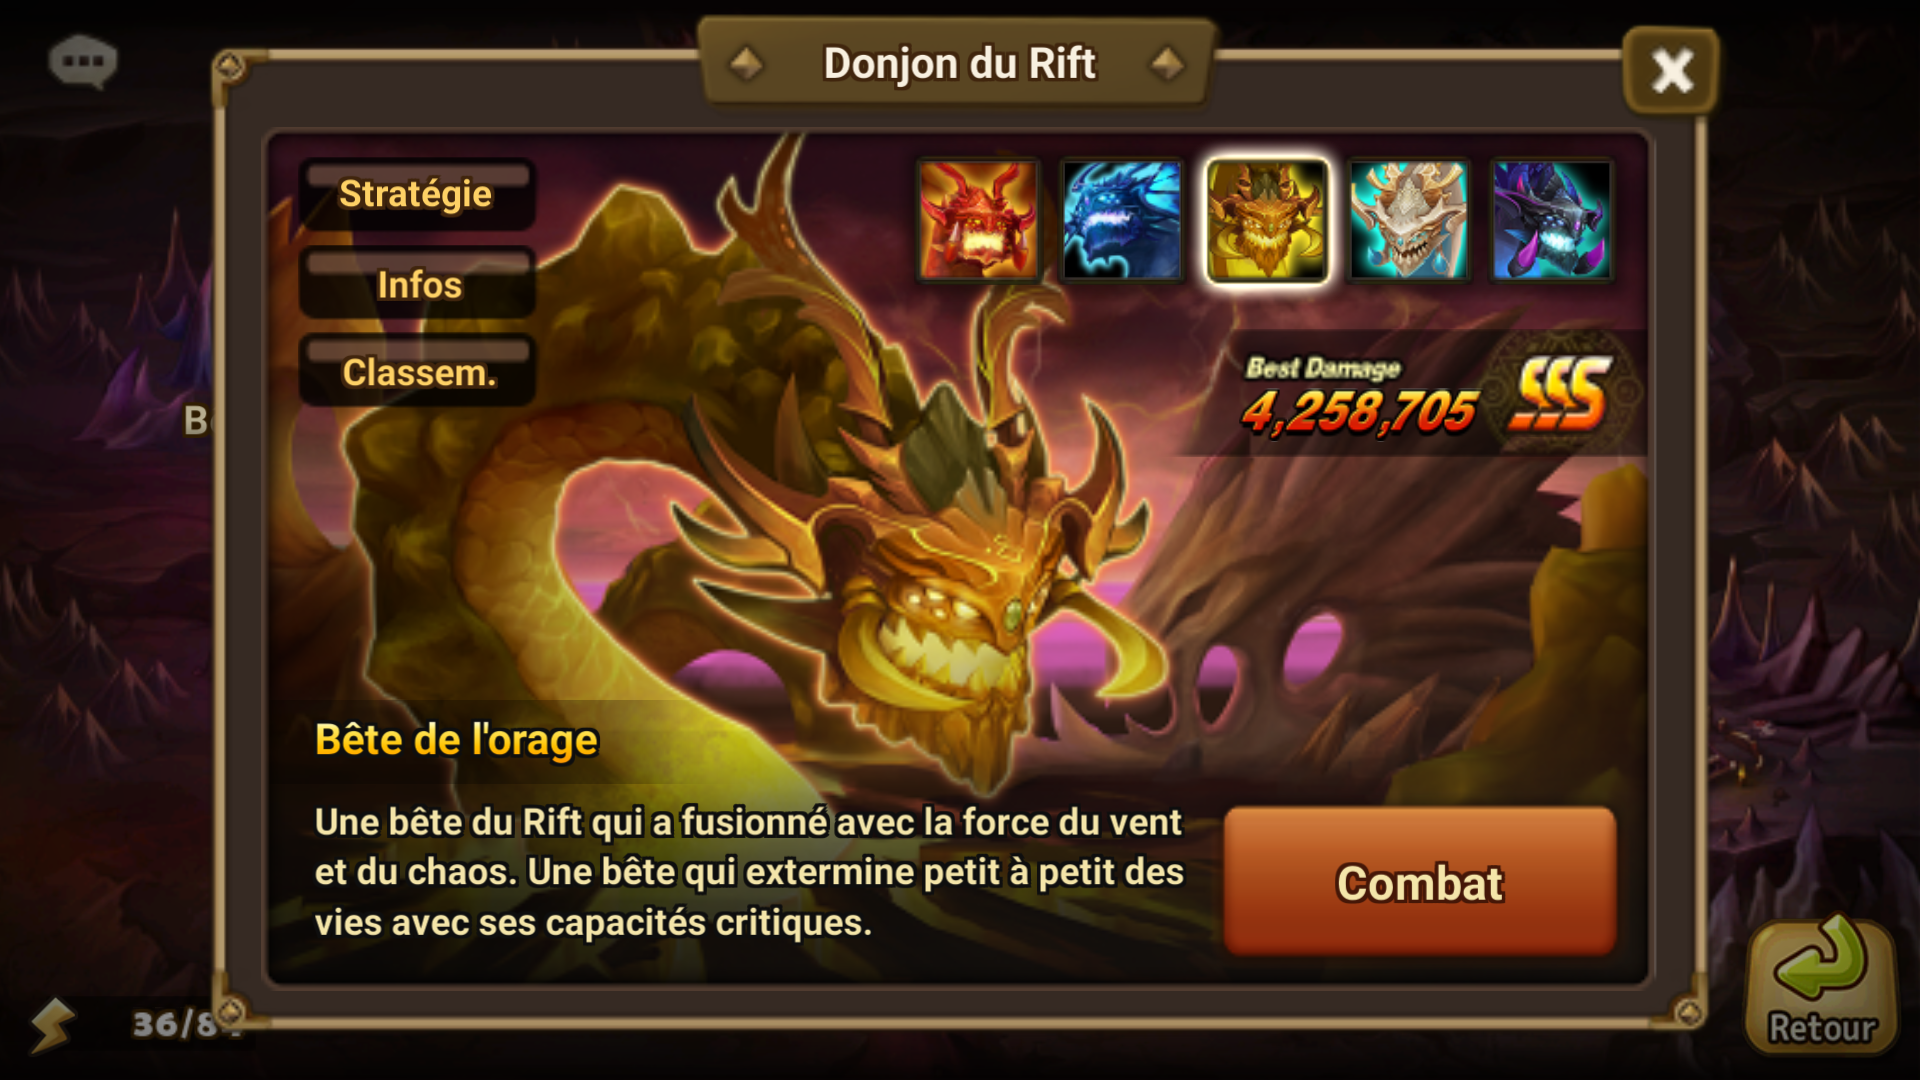 Donjon du Rift
Stratégie
Infos
Classem.
Best Damage
4,258,705
SSS
Bête de l'orage
Une bête du Rift qui a fusionné avec la force du vent
et du chaos. Une bête qui extermine petit à petit des
vies avec ses capacités critiques.
Combat
36/8
Retour